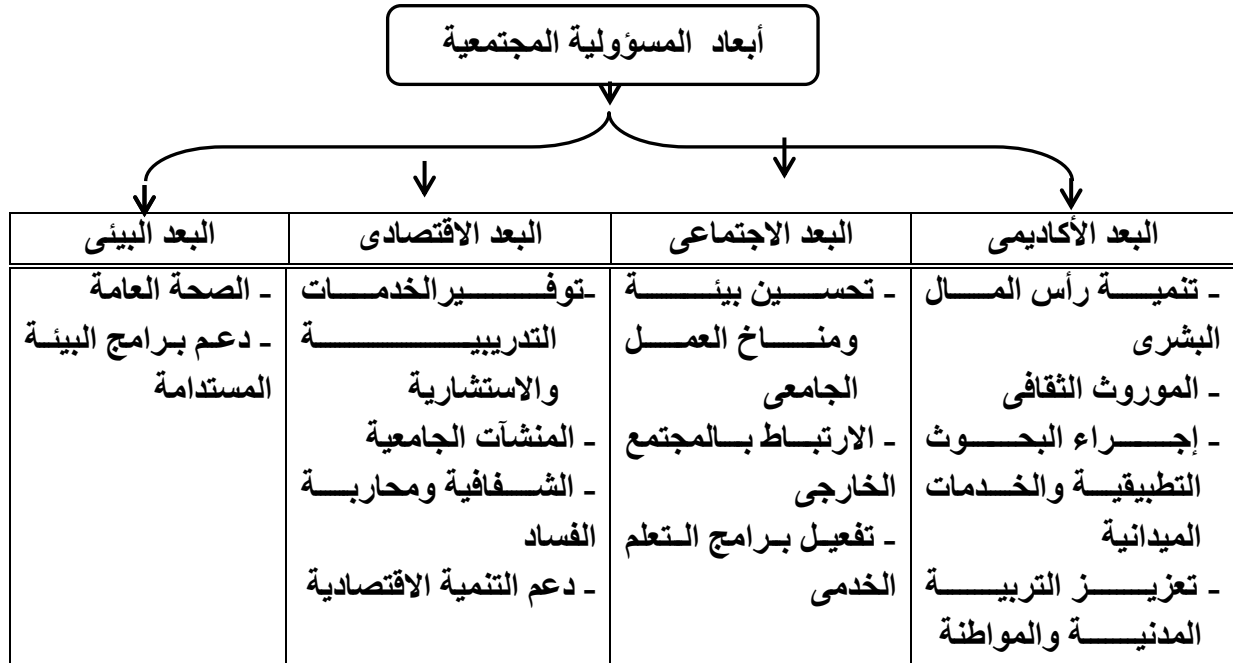 أبعاد المسؤولية المجتمعية
البعد الأكاديمى
البعد الاجتماعى
البعد الاقتصادى
البعد البيئى
- تنمية رأس المال
البشرى
- الموروث الثقافى
- إجراء البحوث
التطبيقية والخدمات
الميدانية
- تعزيز التربية
المدنية والمواطنة
- تحسين بيئة
ومناخ العمل
الجامعى
- الارتباط بالمجتمع
الخارجى
- تفعيل برامج التعلم
الخدمى
-توفيرالخدمات
التدريبية
والاستشارية
- المنشآت الجامعية
- الشفافية ومحاربة
الفساد
- دعم التنمية الاقتصادية
- الصحة العامة
- دعم برامج البيئة
المستدامة